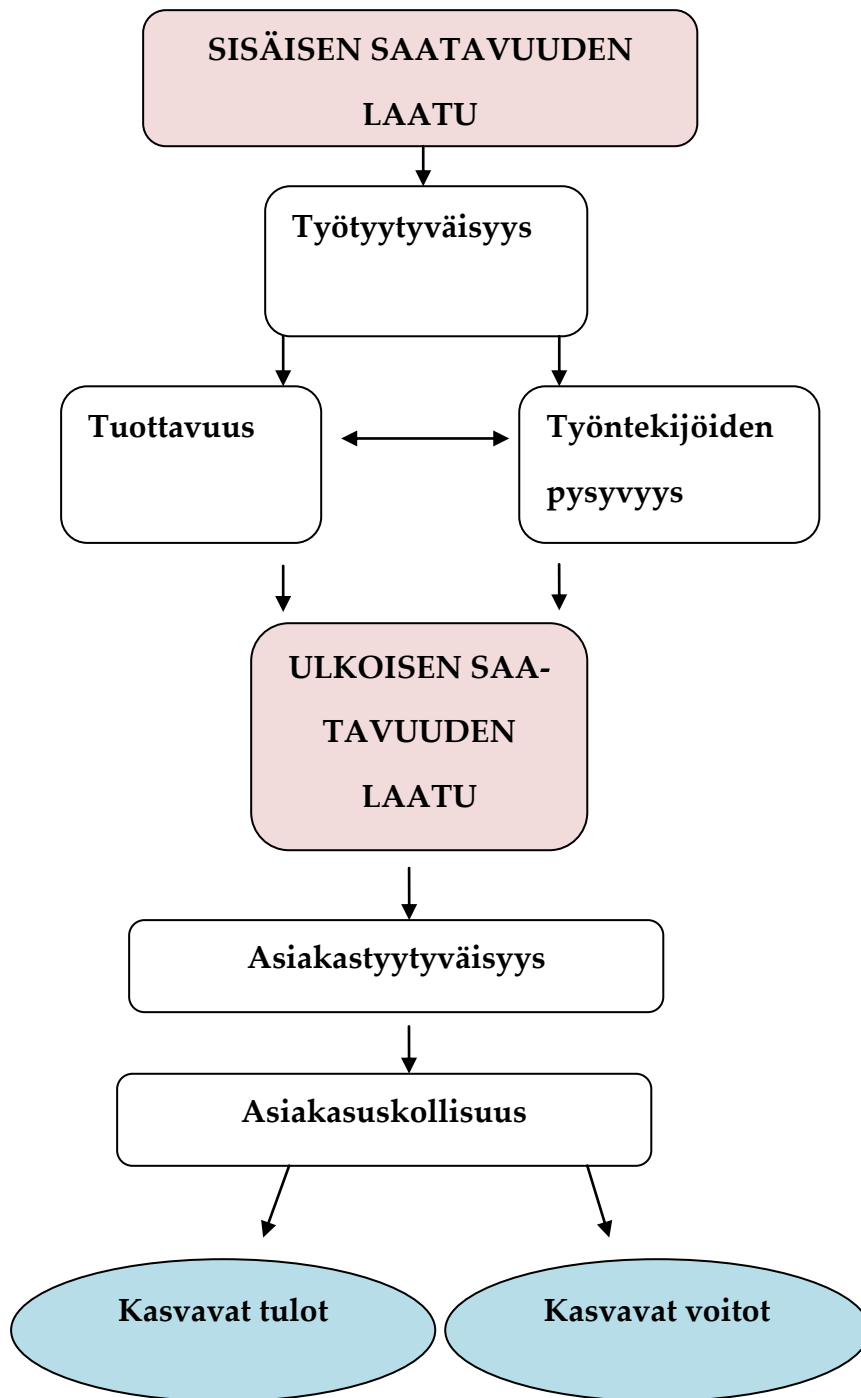 SISÄISEN SAATAVUUDEN
LAATU
Työtyytyväisyys
Tuottavuus
Työntekijöiden
pysyvyys
ULKOISEN SAA-
TAVUUDEN
LAATU
Asiakastyytyväisyys
Asiakasuskollisuus
Kasvavat tulot
Kasvavat voitot